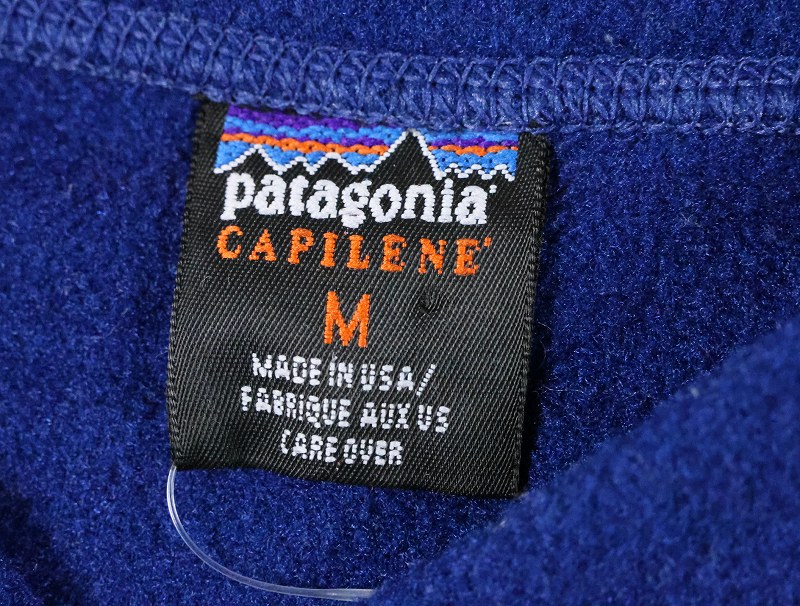 patagonia®
CAPILENE®
M
MADE IN USA/
FABRIQUE AUX US
CARE OVER